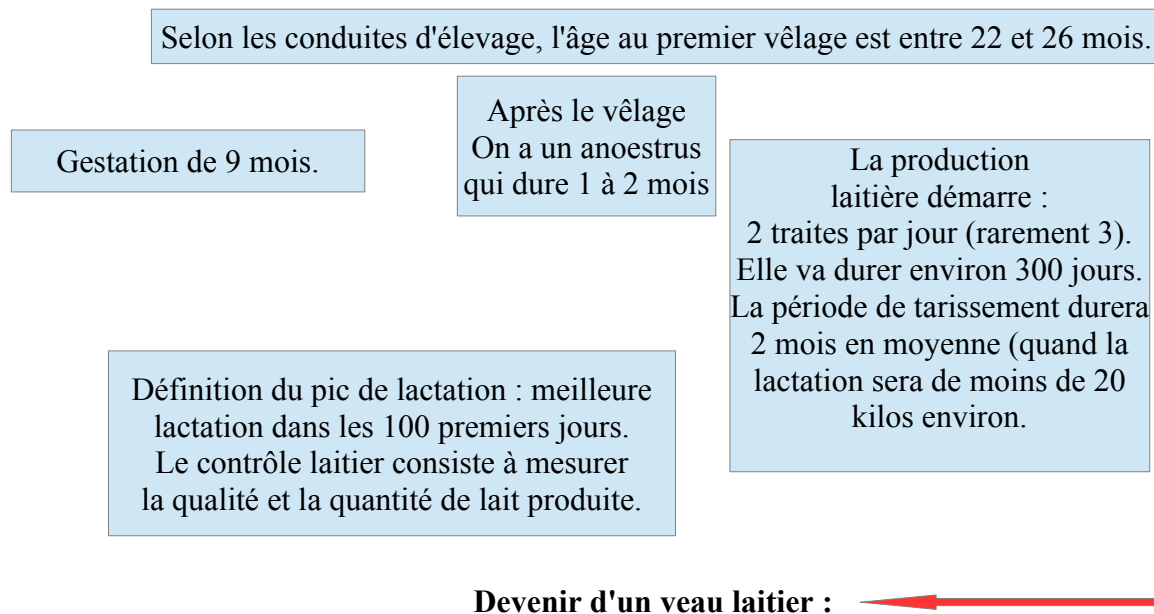 Selon les conduites d'élevage, l'âge au premier vêlage est entre 22 et 26 mois.
Après le vêlage
On a un anoestrus
qui dure 1 à 2 mois
Gestation de 9 mois.
La production
laitière démarre :
2 traites par jour (rarement 3).
Elle va durer environ 300 jours.
La période de tarissement durera
2 mois en moyenne (quand la
lactation sera de moins de 20
kilos environ.
Définition du pic de lactation : meilleure
lactation dans les 100 premiers jours.
Le contrôle laitier consiste à mesurer
la qualité et la quantité de lait produite.
Devenir d'un veau laitier :